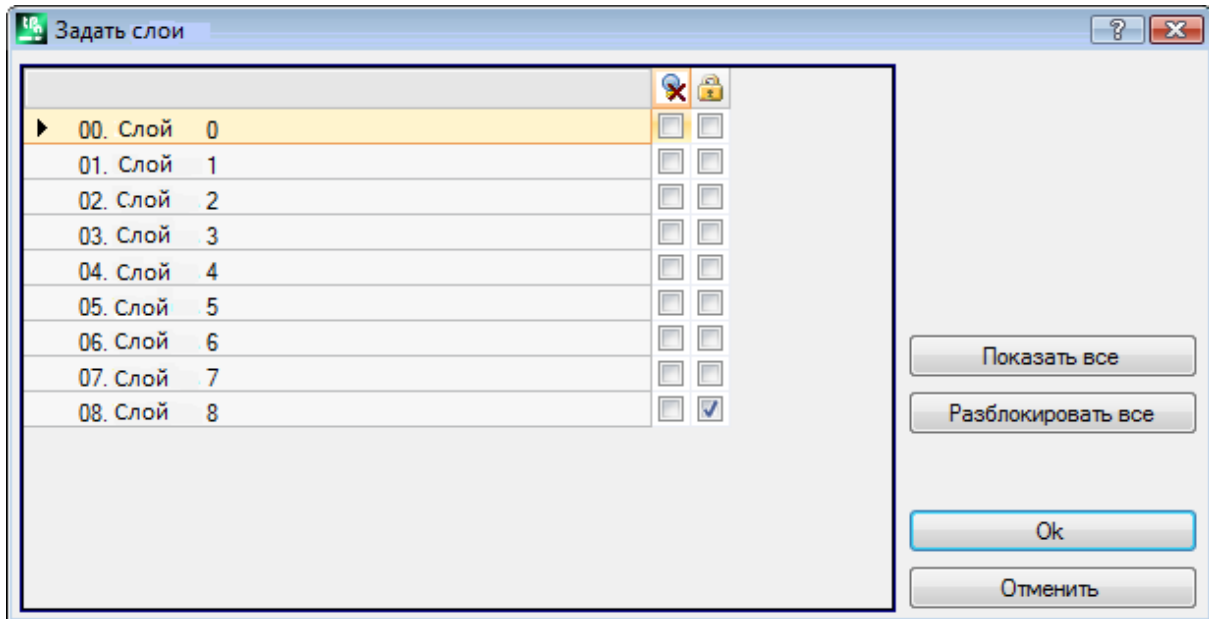 Задать слои
00. Слой 0
01. Слой 1
02. Слой 2
03. Слой 3
04. Слой 4
05. Слой 5
06. Слой 6
07. Слой 7
08. Слой 8
Показать все
Разблокировать все
Ok
Отменить